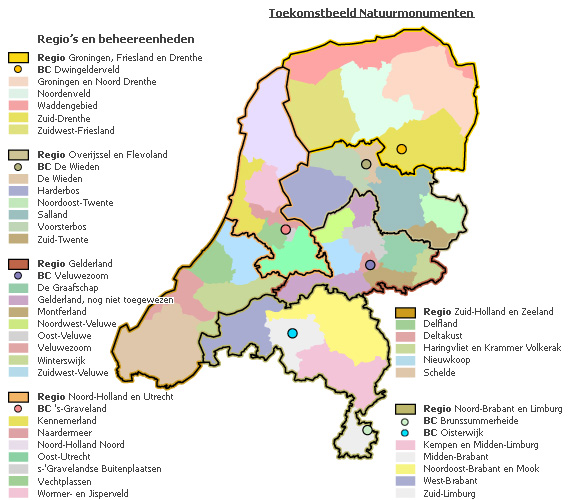 Toekomstbeeld Natuurmonumenten
Regio's en beheereenheden
Regio Groningen, Friesland en Drenthe
BC Dwingelderveld
Groningen en Noord Drenthe
Noordenveld
Waddengebied
Zuid-Drenthe
Zuidwest-Friesland
Regio Overijssel en Flevoland
BC De Wieden
De Wieden
Harderbos
Noordoost-Twente
Salland
Voorsterbos
Zuid-Twente
Regio Gelderland
BC Veluwezoom
De Graafschap
Gelderland, nog niet toegewezen
Montferland
Noordwest-Veluwe
Oost-Veluwe
Veluwezoom
Winterswijk
Zuidwest-Veluwe
Regio Noord-Holland en Utrecht
BC 's-Graveland
Kennemerland
Naardermeer
Noord-Holland Noord
Oost-Utrecht
s-'Gravelandse Buitenplaatsen
Vechtplassen
Wormer- en Jisperveld
Regio Zuid-Holland en Zeeland
Delfland
Deltakust
Haringvliet en Krammer Volkerak
Nieuwkoop
Schelde
Regio Noord-Brabant en Limburg
BC Brunssummerheide
BC Oisterwijk
Kempen en Midden-Limburg
Midden-Brabant
Noordoost-Brabant en Mook
West-Brabant
Zuid-Limburg